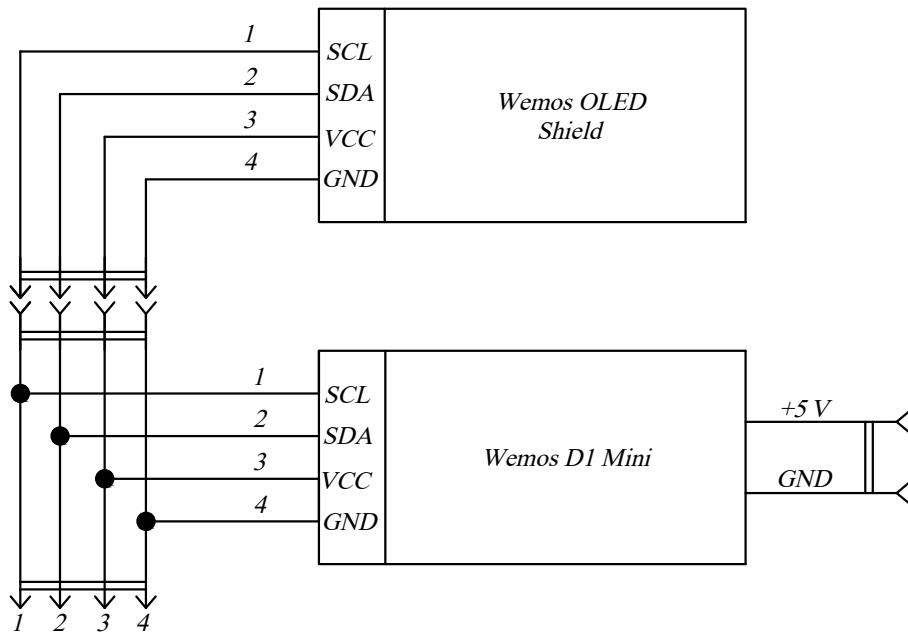 1
SCL
2
SDA
3
VCC
4
GND
Wemos OLED
Shield
1
SCL
2
SDA
3
VCC
4
GND
Wemos D1 Mini
+5 V
GND
1 2 3 4